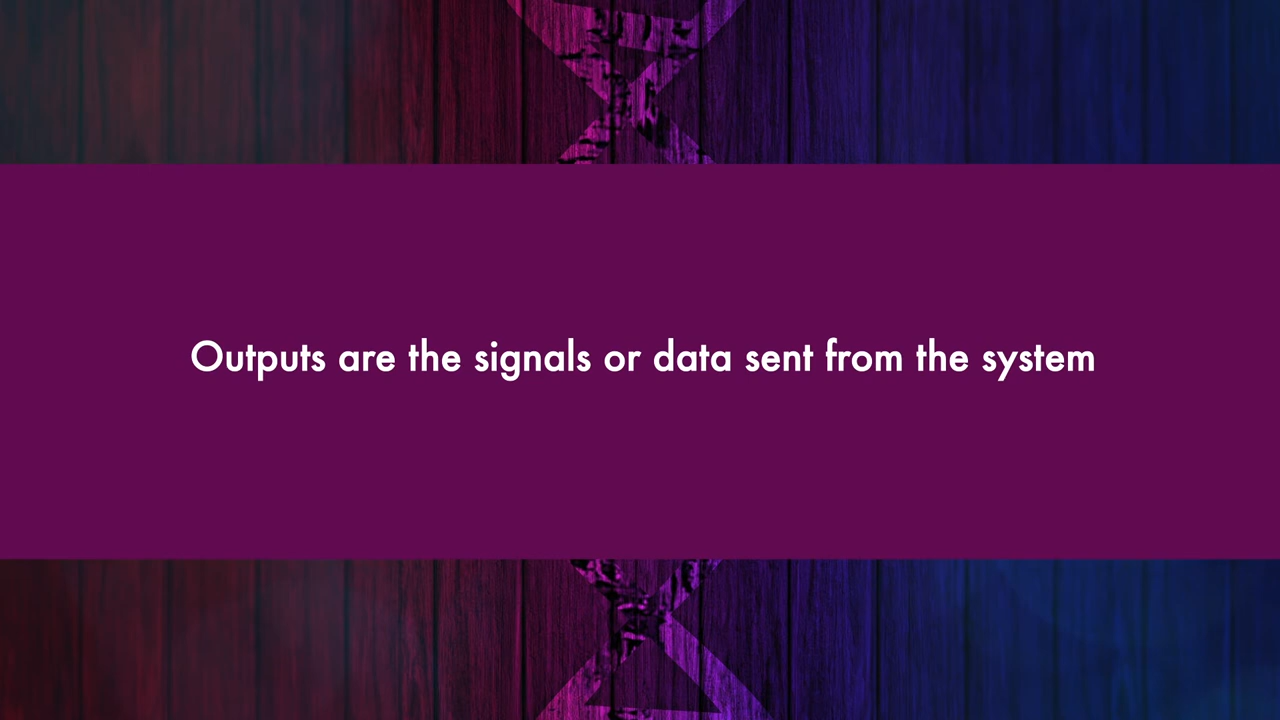 Outputs are the signals or data sent from the system